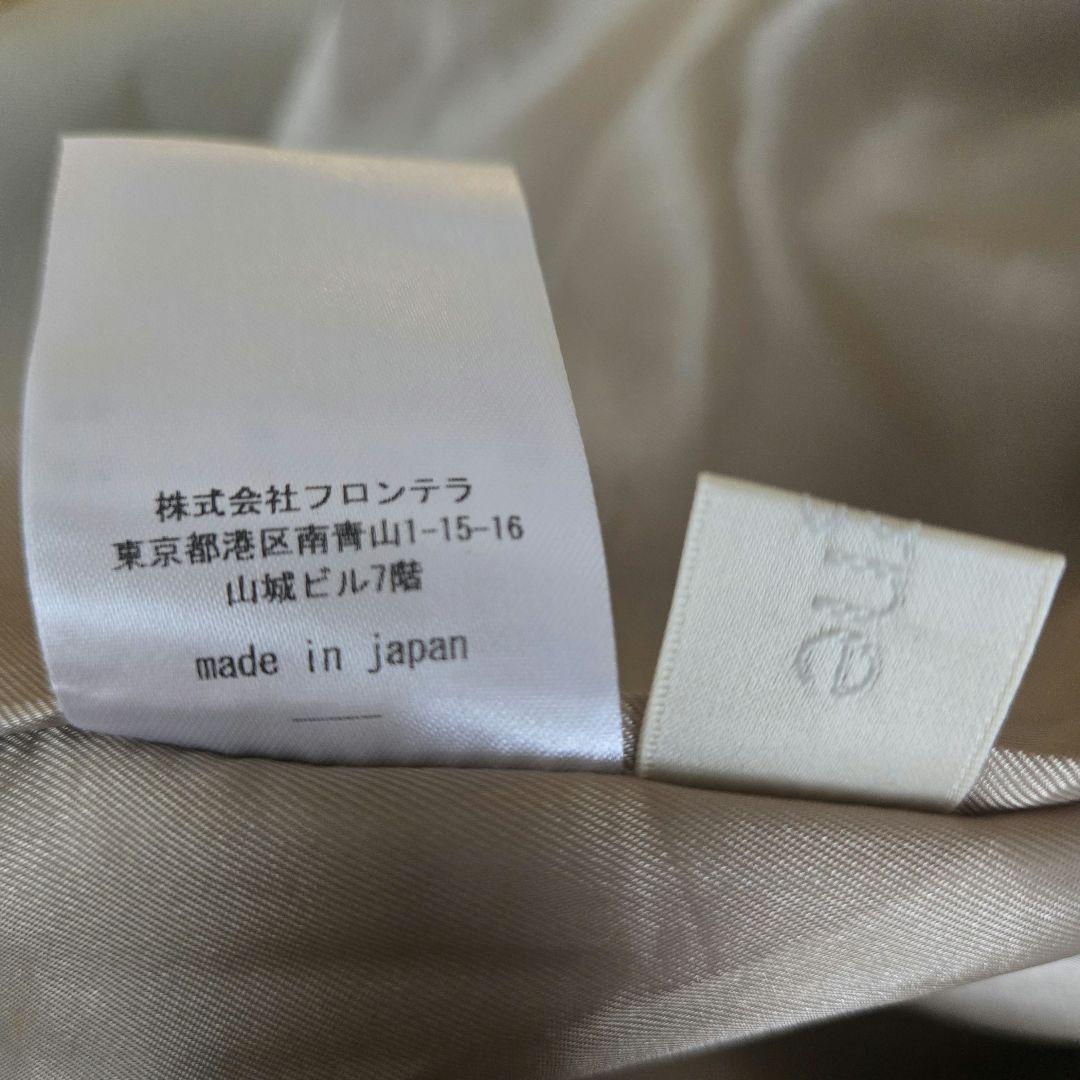 株式会社フロンテラ
東京都港区南青山1-15-16
山城ビル7階
made in japan